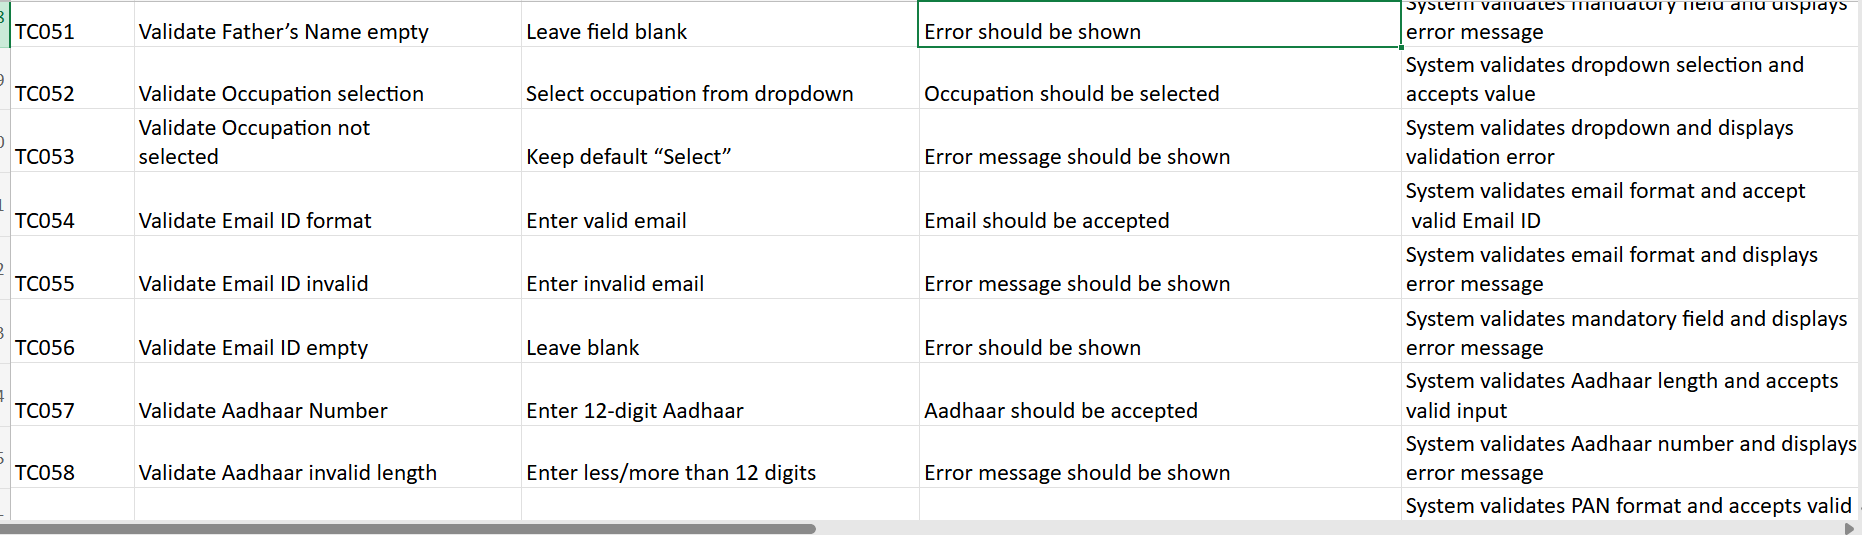 System validates mandatory field and displays
TC051 Validate Father’s Name empty Leave field blank Error should be shown error message
System validates dropdown selection and
TC052 Validate Occupation selection Select occupation from dropdown Occupation should be selected accepts value
Validate Occupation not System validates dropdown and displays
TC053 selected Keep default “Select” Error message should be shown validation error
System validates email format and accept
TC054 Validate Email ID format Enter valid email Email should be accepted valid Email ID
System validates email format and displays
TC055 Validate Email ID invalid Enter invalid email Error message should be shown error message
System validates mandatory field and displays
TC056 Validate Email ID empty Leave blank Error should be shown error message
System validates Aadhaar length and accepts
TC057 Validate Aadhaar Number Enter 12-digit Aadhaar Aadhaar should be accepted valid input
System validates Aadhaar number and displays
TC058 Validate Aadhaar invalid length Enter less/more than 12 digits Error message should be shown error message
System validates PAN format and accepts valid